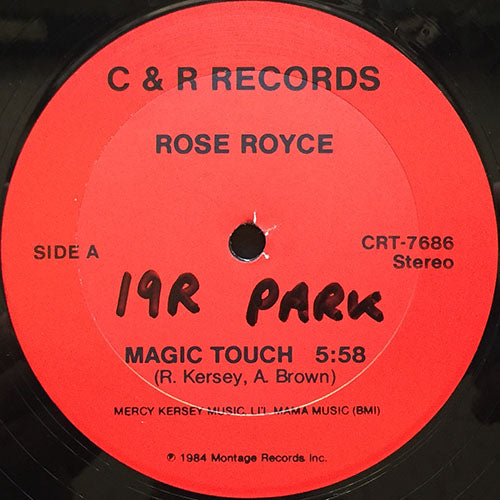 C & R RECORDS
ROSE ROYCE
SIDE A
CRT-7686
Stereo
19R PARK
MAGIC TOUCH 5:58
(R. Kersey, A. Brown)
MERCY KERSEY MUSIC, LI'L MAMA MUSIC (BMI)
℗ 1984 Montage Records Inc.